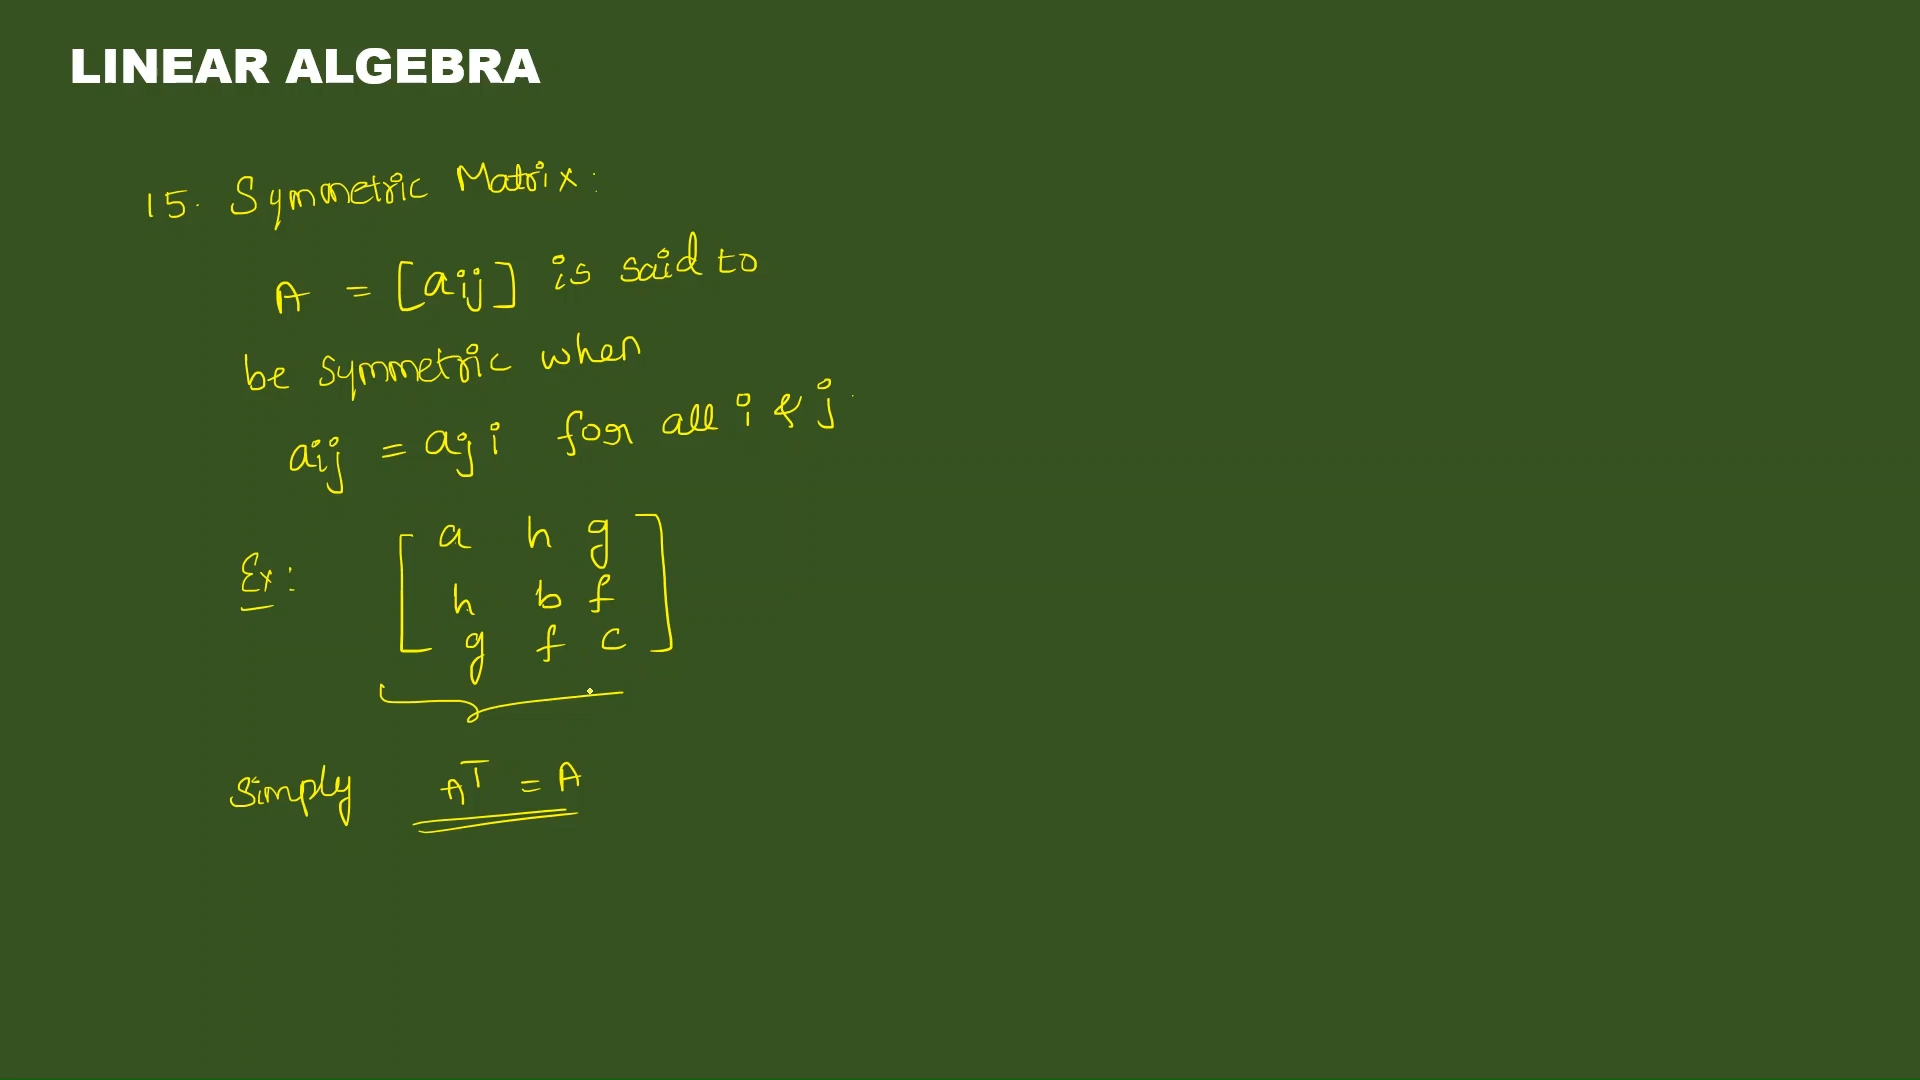 LINEAR ALGEBRA
15. Symmetric Matrix:
A = [aij] is said to
be symmetric when
aij = aji for all i & j.
Ex: [ a h g
h b f
g f c ]
Simply A^T = A